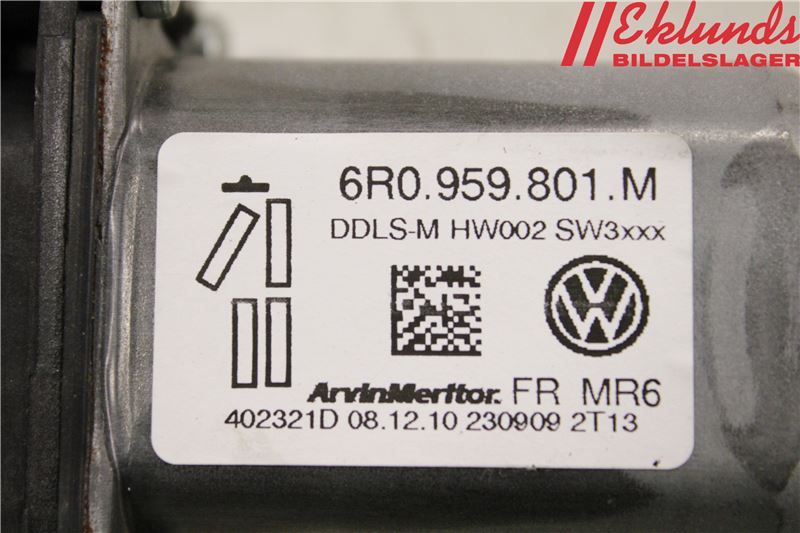 Eklunds
BILDELSLAGER
6R0.959.801.M
DDLS-M HW002 SW3xxx
ArvinMeritor. FR MR6
402321D 08.12.10 230909 2T13